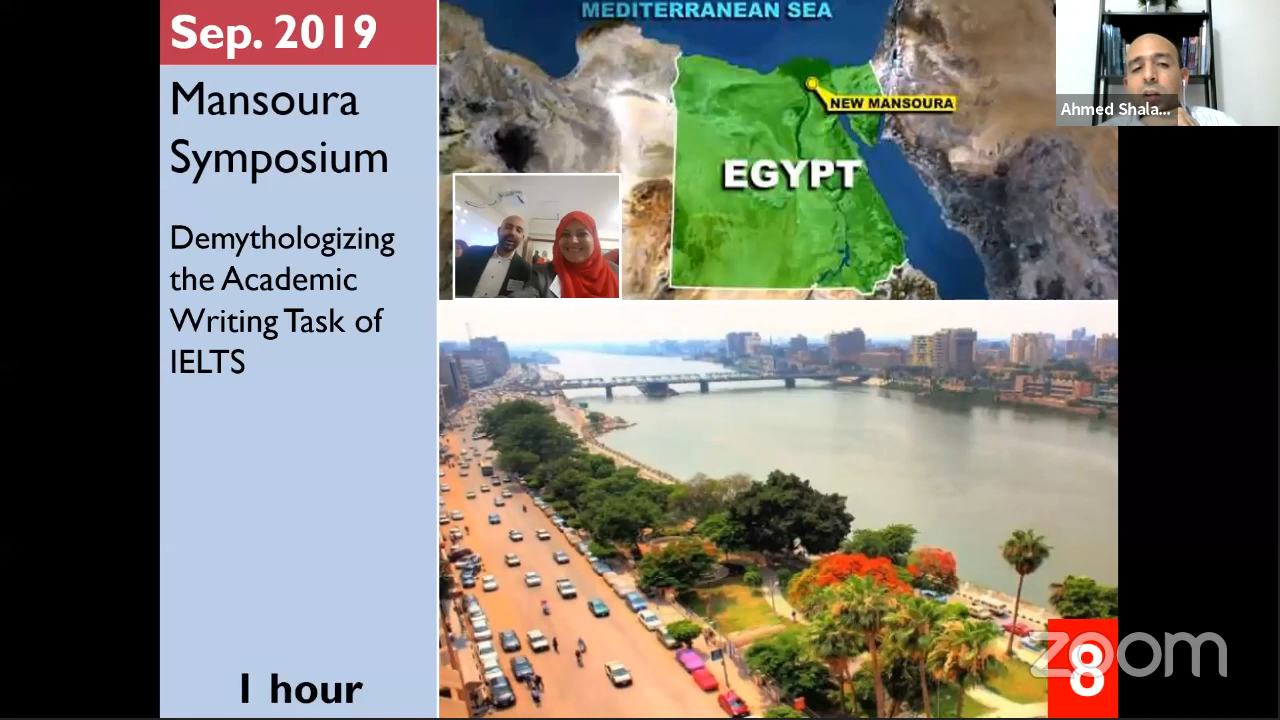 Sep. 2019
Mansoura
Symposium
Demythologizing
the Academic
Writing Task of
IELTS
1 hour
MEDITERRANEAN SEA
NEW MANSOURA
EGYPT
Ahmed Shala...
8
zoom